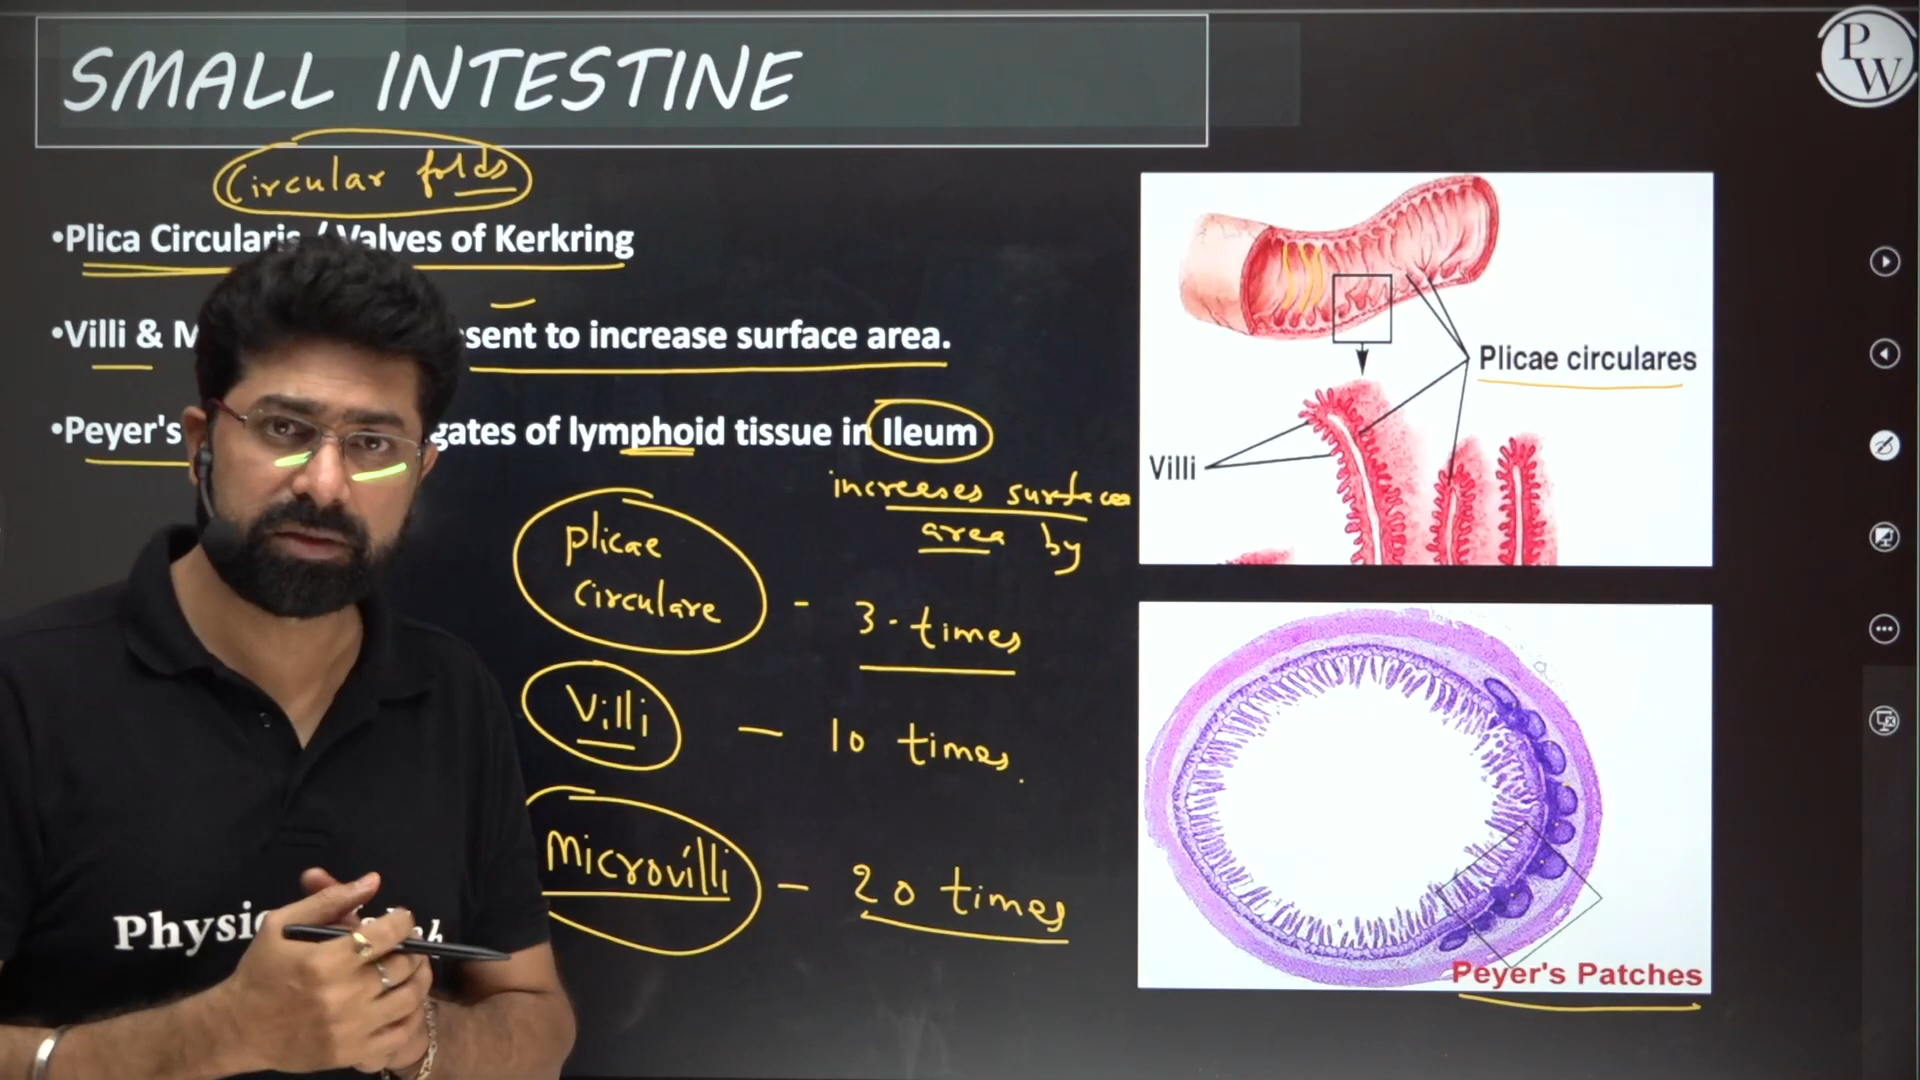 SMALL INTESTINE
PW
Circular folds
•Plica Circularis / Valves of Kerkring
•Villi & M sent to increase surface area.
•Peyer's gates of lymphoid tissue in Ileum
increases surface
area by
plicae
circulare - 3. times
Villi — 10 times.
Microvilli — 20 times
Plicae circulares
Villi
Peyer's Patches
Physi